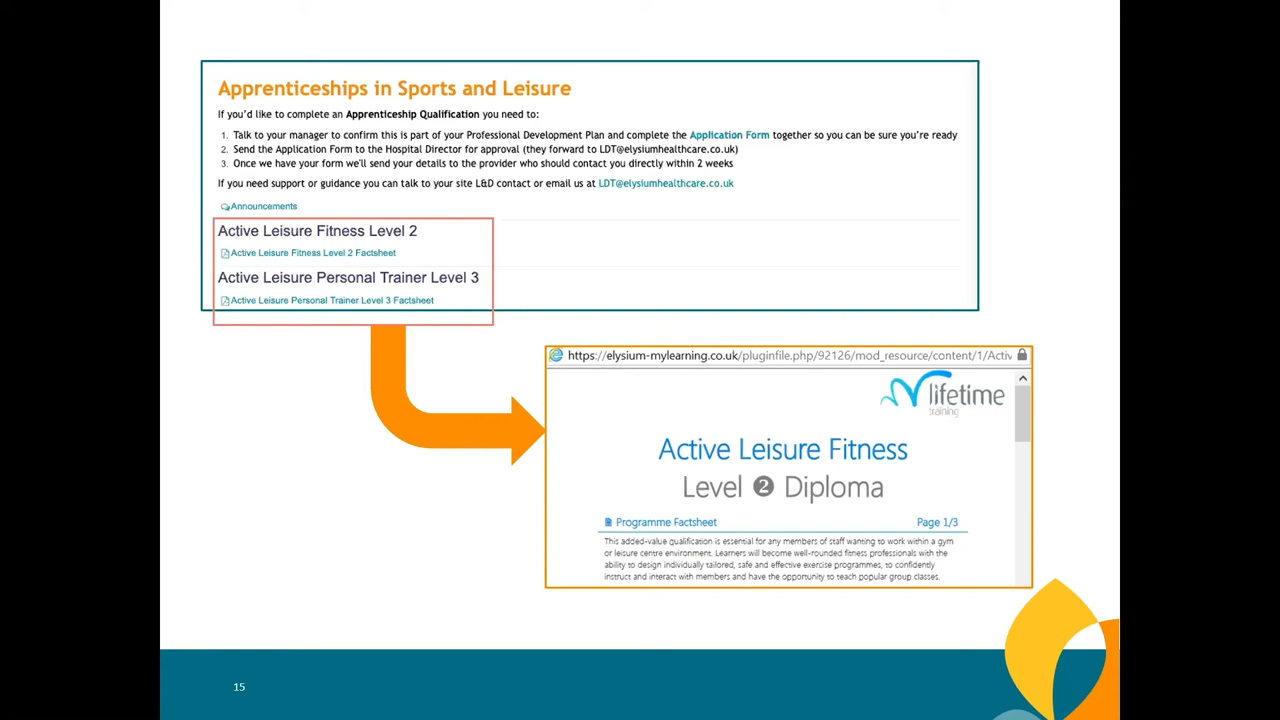 Apprenticeships in Sports and Leisure
If you'd like to complete an Apprenticeship Qualification you need to:
1. Talk to your manager to confirm this is part of your Professional Development Plan and complete the Application Form together so you can be sure you're ready
2. Send the Application Form to the Hospital Director for approval (they forward to LDT@elysiumhealthcare.co.uk)
3. Once we have your form we'll send your details to the provider who should contact you directly within 2 weeks
If you need support or guidance you can talk to your site L&D contact or email us at LDT@elysiumhealthcare.co.uk
Announcements
Active Leisure Fitness Level 2
Active Leisure Fitness Level 2 Factsheet
Active Leisure Personal Trainer Level 3
Active Leisure Personal Trainer Level 3 Factsheet
https://elysium-mylearning.co.uk/pluginfile.php/92126/mod_resource/content/1/Activ
lifetime
training
Active Leisure Fitness
Level 2 Diploma
Programme Factsheet Page 1/3
This added-value qualification is essential for any members of staff wanting to work within a gym
or leisure centre environment. Learners will become well-rounded fitness professionals with the
ability to design individually tailored, safe and effective exercise programmes, to confidently
instruct and interact with members and have the opportunity to teach popular group classes.
15